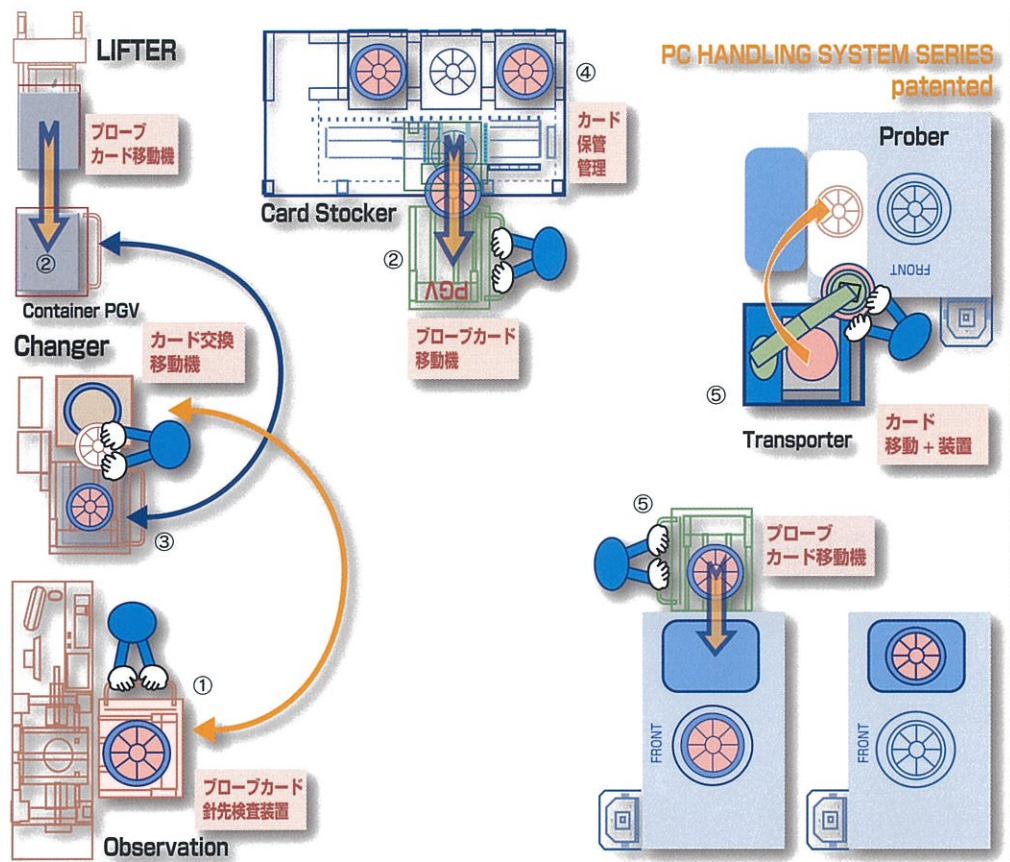 LIFTER
プローブ
カード移動機
②
Container PGV
Changer
カード交換
移動機
③
①
プローブカード
針先検査装置
Observation
④
カード
保管
管理
Card Stocker
②
PGV
プローブカード
移動機
PC HANDLING SYSTEM SERIES
patented
Prober
FRONT
⑤
Transporter
カード
移動 + 装置
⑤
プローブ
カード移動機
FRONT
FRONT